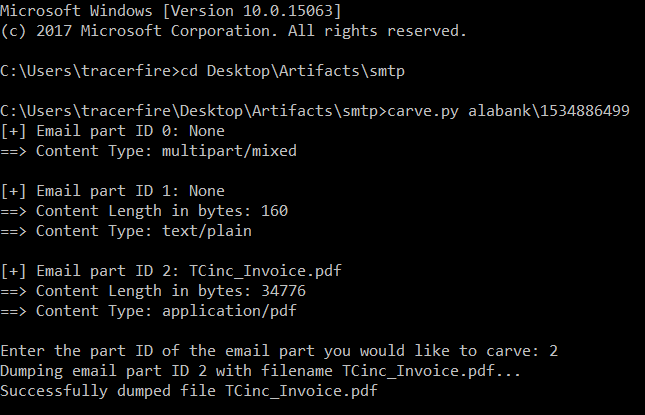 Microsoft Windows [Version 10.0.15063]
(c) 2017 Microsoft Corporation. All rights reserved.
C:\Users\tracerfire>cd Desktop\Artifacts\smtp
C:\Users\tracerfire\Desktop\Artifacts\smtp>carve.py alabank\1534886499
[+] Email part ID 0: None
==> Content Type: multipart/mixed
[+] Email part ID 1: None
==> Content Length in bytes: 160
==> Content Type: text/plain
[+] Email part ID 2: TCinc_Invoice.pdf
==> Content Length in bytes: 34776
==> Content Type: application/pdf
Enter the part ID of the email part you would like to carve: 2
Dumping email part ID 2 with filename TCinc_Invoice.pdf...
Successfully dumped file TCinc_Invoice.pdf